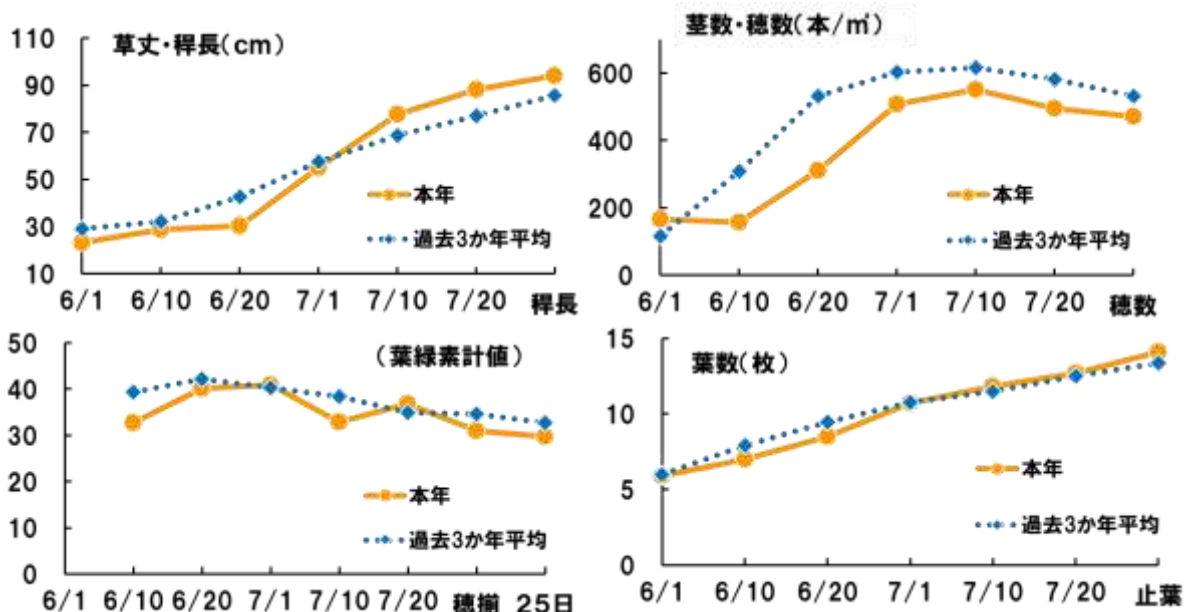 草丈・稈長(cm)
110
90
70
50
30
10
本年
過去3か年平均
6/1 6/10 6/20 7/1 7/10 7/20 稈長
茎数・穂数(本/㎡)
600
400
200
0
本年
過去3か年平均
6/1 6/10 6/20 7/1 7/10 7/20 穂数
(葉緑素計値)
50
40
30
20
10
0
本年
過去3か年平均
6/1 6/10 6/20 7/1 7/10 7/20 穂揃 25日
葉数(枚)
15
10
5
0
本年
過去3か年平均
6/1 6/10 6/20 7/1 7/10 7/20 止葉